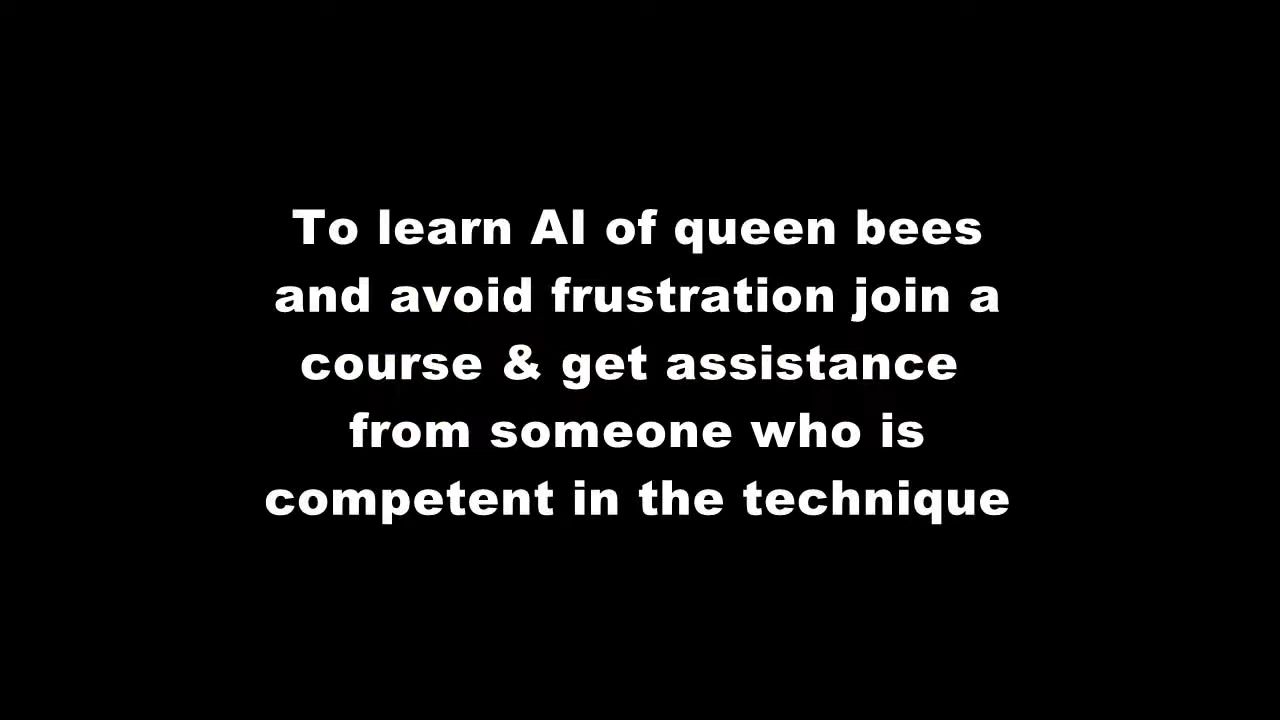 To learn AI of queen bees
and avoid frustration join a
course & get assistance
from someone who is
competent in the technique